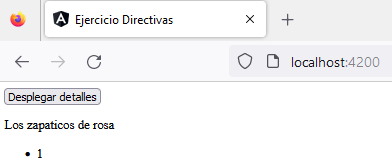 Ejercicio Directivas
localhost:4200
Desplegar detalles
Los zapaticos de rosa
• 1